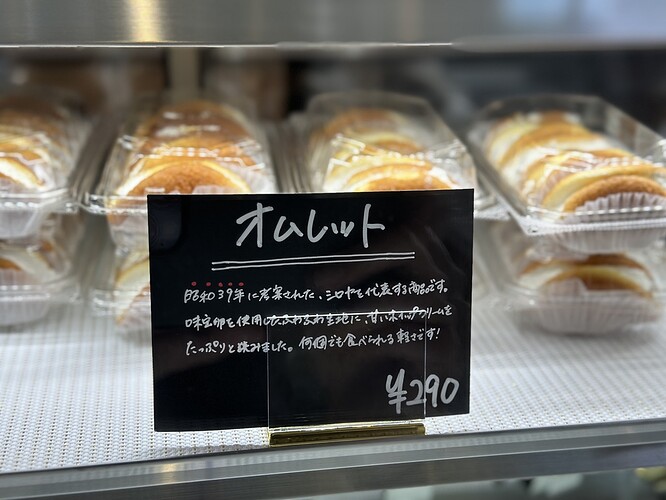 オムレット
昭和39年に考案された、シロヤを代表する商品です。
味宝卵を使用したふわふわ生地に、甘いホイップクリームを
たっぷりと挟みました。何個でも食べられる軽さです!
¥290